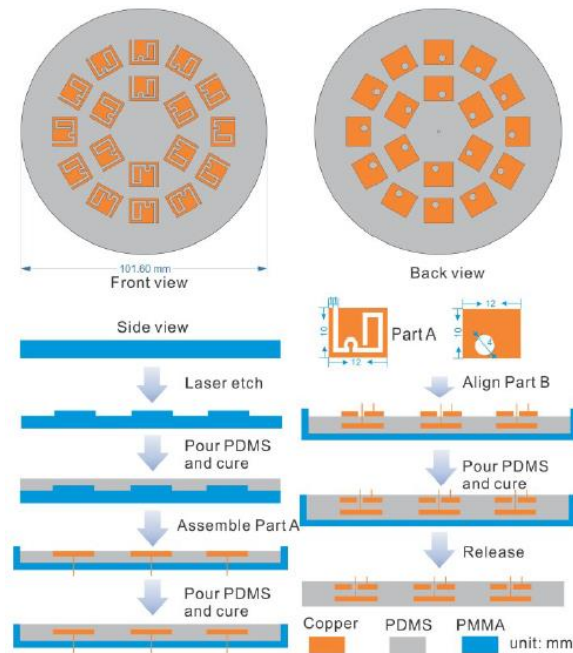 101.60 mm
Front view
Back view
Side view
Laser etch
Pour PDMS
and cure
Assemble Part A
Pour PDMS
and cure
10
12
Part A
12
10
4
Align Part B
Pour PDMS
and cure
Release
Copper
PDMS
PMMA
unit: mm